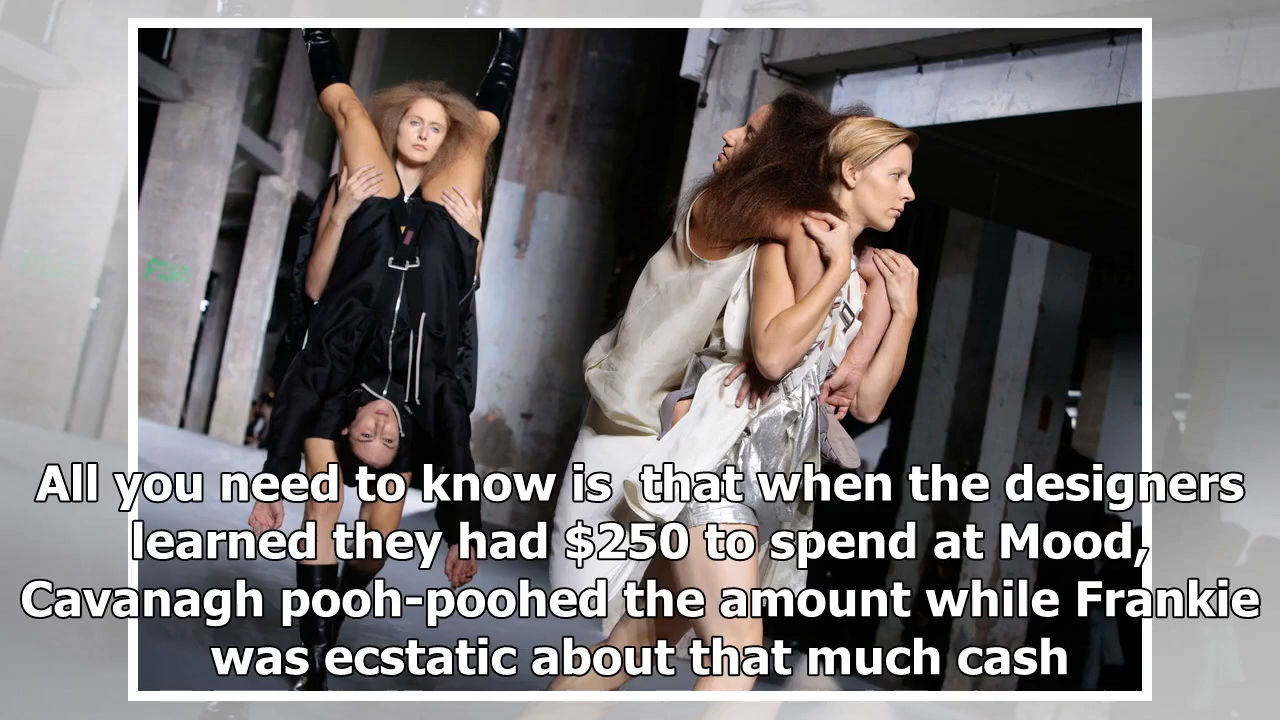 All you need to know is  that when the designers
learned they had $250 to spend at Mood,
Cavanagh pooh-poohed the amount while Frankie
was ecstatic about that much cash